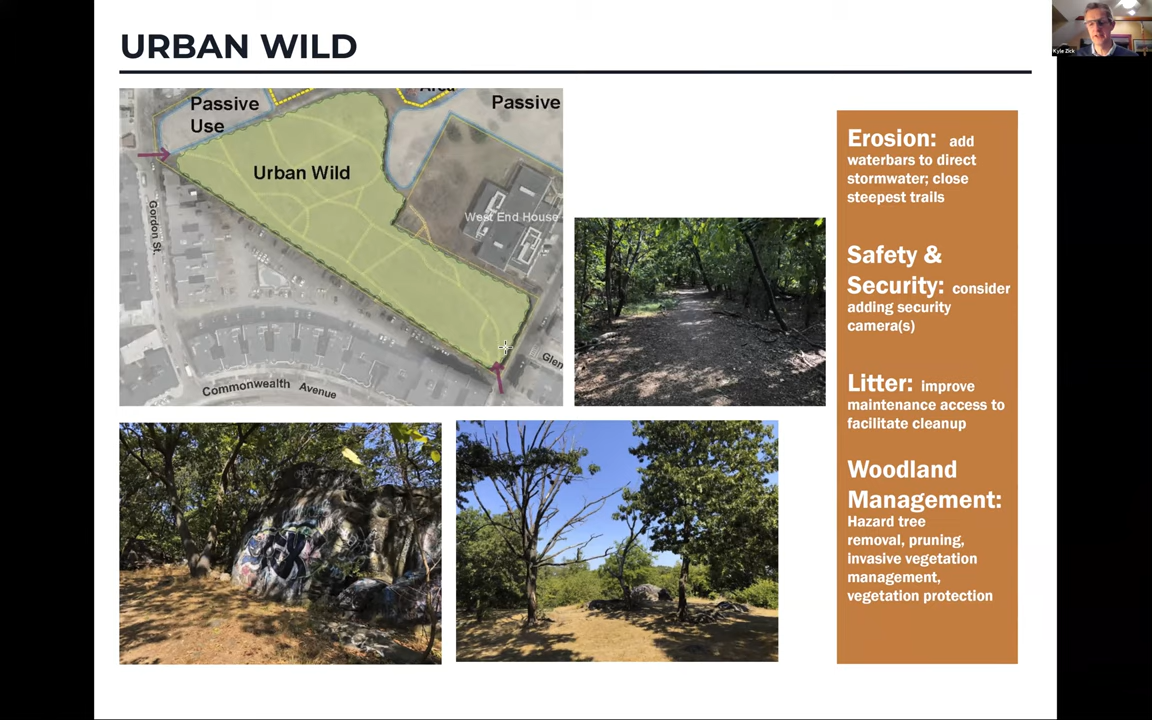 URBAN WILD
Kyle Zick
Passive
Use
Area
Passive
Urban Wild
West End House
Gordon St.
Glen
Commonwealth Avenue
Erosion: add
waterbars to direct
stormwater; close
steepest trails
Safety &
Security: consider
adding security
camera(s)
Litter: improve
maintenance access to
facilitate cleanup
Woodland
Management:
Hazard tree
removal, pruning,
invasive vegetation
management,
vegetation protection